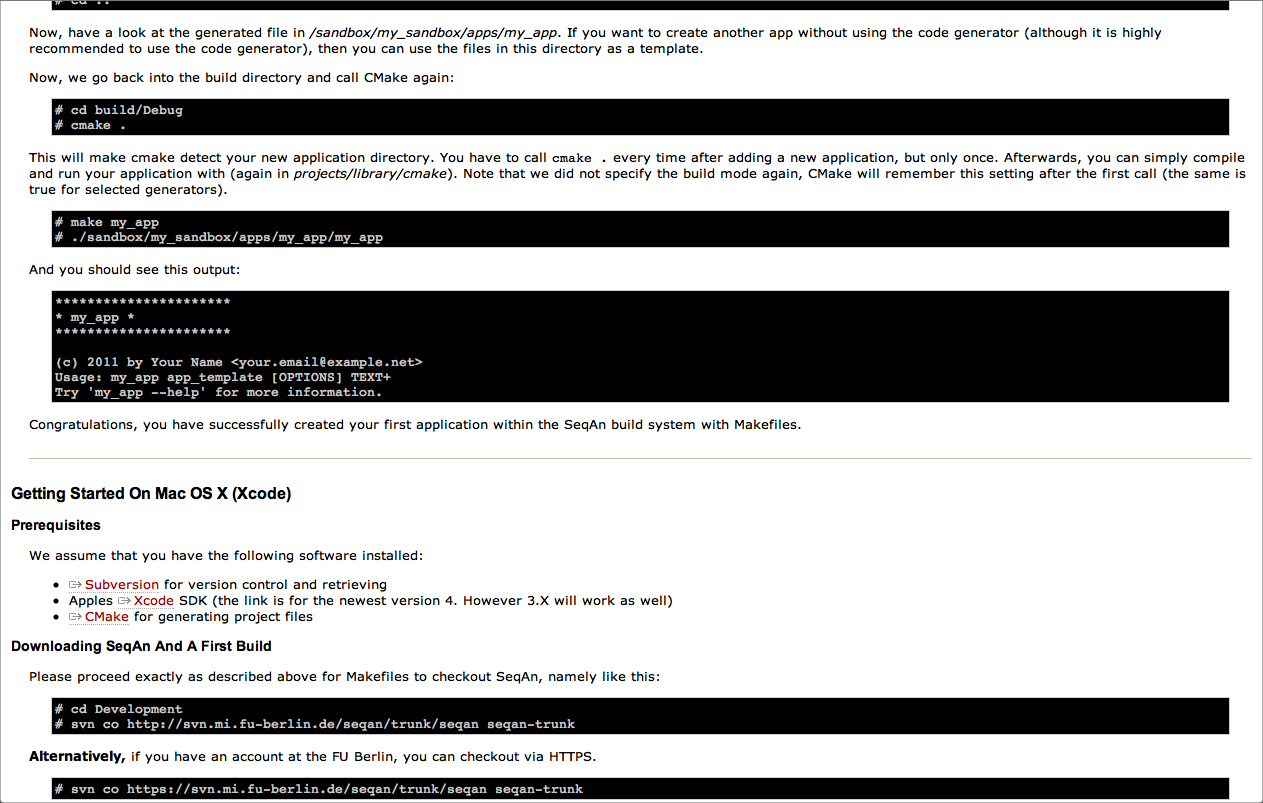 # cd ..
Now, have a look at the generated file in /sandbox/my_sandbox/apps/my_app. If you want to create another app without using the code generator (although it is highly
recommended to use the code generator), then you can use the files in this directory as a template.
Now, we go back into the build directory and call CMake again:
# cd build/Debug
# cmake .
This will make cmake detect your new application directory. You have to call cmake . every time after adding a new application, but only once. Afterwards, you can simply compile
and run your application with (again in projects/library/cmake). Note that we did not specify the build mode again, CMake will remember this setting after the first call (the same is
true for selected generators).
# make my_app
# ./sandbox/my_sandbox/apps/my_app/my_app
And you should see this output:
**********************
* my_app *
**********************
(c) 2011 by Your Name <your.email@example.net>
Usage: my_app app_template [OPTIONS] TEXT+
Try 'my_app --help' for more information.
Congratulations, you have successfully created your first application within the SeqAn build system with Makefiles.
Getting Started On Mac OS X (Xcode)
Prerequisites
We assume that you have the following software installed:
• Subversion for version control and retrieving
• Apples Xcode SDK (the link is for the newest version 4. However 3.X will work as well)
• CMake for generating project files
Downloading SeqAn And A First Build
Please proceed exactly as described above for Makefiles to checkout SeqAn, namely like this:
# cd Development
# svn co http://svn.mi.fu-berlin.de/seqan/trunk/seqan seqan-trunk
Alternatively, if you have an account at the FU Berlin, you can checkout via HTTPS.
# svn co https://svn.mi.fu-berlin.de/seqan/trunk/seqan seqan-trunk